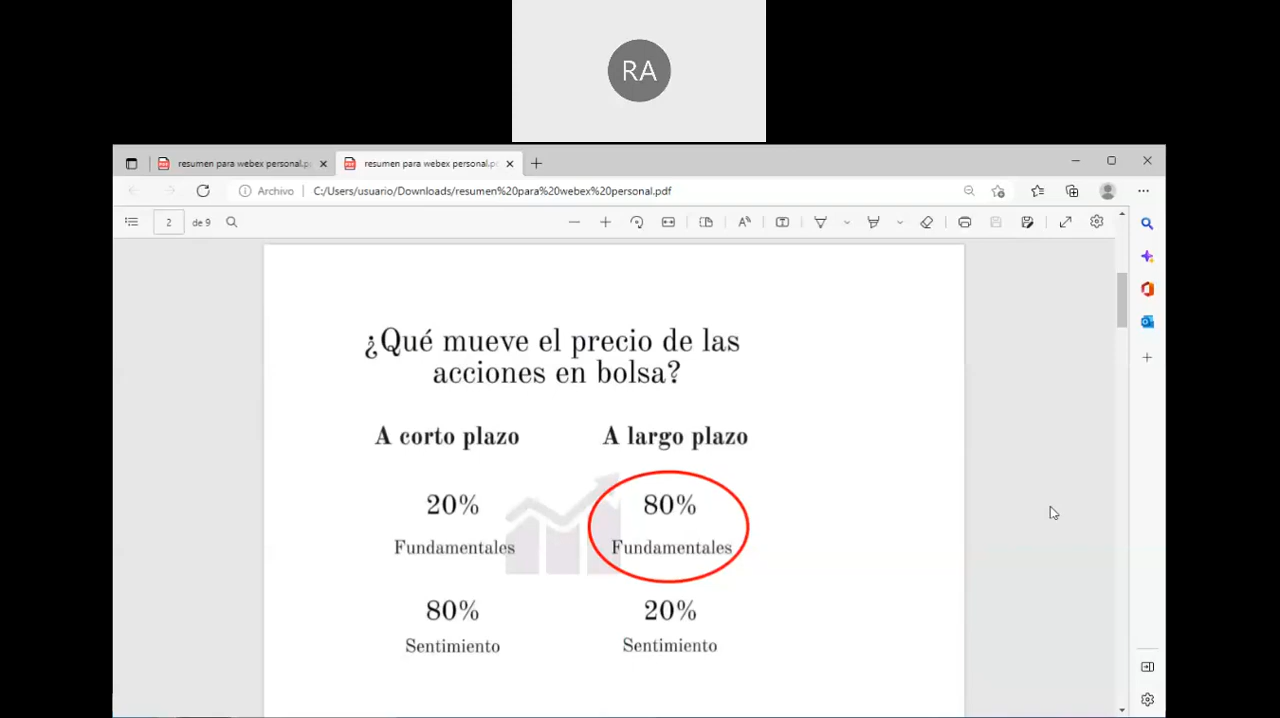 RA
resumen para webex personal.p
resumen para webex personal.p
Archivo
C:/Users/usuario/Downloads/resumen%20para%20webex%20personal.pdf
2
de 9
¿Qué mueve el precio de las
acciones en bolsa?
A corto plazo
A largo plazo
20%
80%
Fundamentales
Fundamentales
80%
20%
Sentimiento
Sentimiento